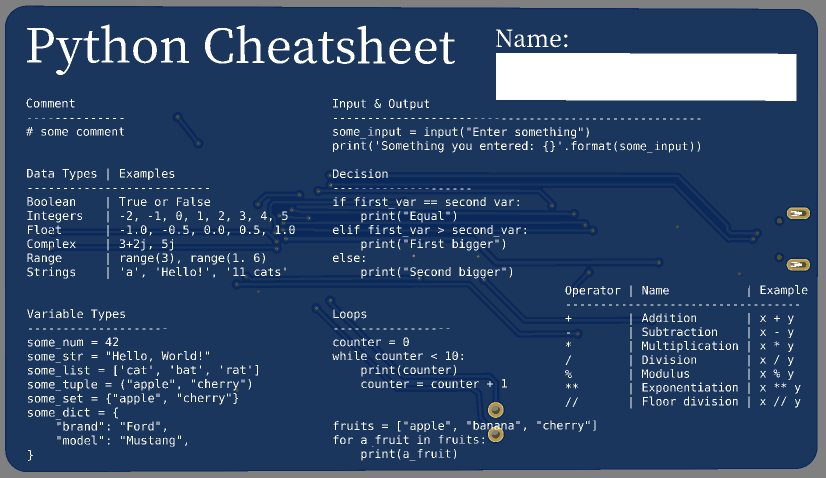 Python Cheatsheet
Name:
Comment
--------------
# some comment
Data Types | Examples
--------------------------
Boolean | True or False
Integers | -2, -1, 0, 1, 2, 3, 4, 5
Float | -1.0, -0.5, 0.0, 0.5, 1.0
Complex | 3+2j, 5j
Range | range(3), range(1. 6)
Strings | 'a', 'Hello!', '11 cats'
Variable Types
--------------------
some_num = 42
some_str = "Hello, World!"
some_list = ['cat', 'bat', 'rat']
some_tuple = ("apple", "cherry")
some_set = {"apple", "cherry"}
some_dict = {
    "brand": "Ford",
    "model": "Mustang",
}
Input & Output
-----------------------------------------------------
some_input = input("Enter something")
print('Something you entered: {}'.format(some_input))
Decision
--------------------
if first_var == second var:
    print("Equal")
elif first_var > second_var:
    print("First bigger")
else:
    print("Second bigger")
Loops
-----------------
counter = 0
while counter < 10:
    print(counter)
    counter = counter + 1
fruits = ["apple", "banana", "cherry"]
for a_fruit in fruits:
    print(a_fruit)
Operator | Name | Example
----------------------------------
+ | Addition | x + y
- | Subtraction | x - y
* | Multiplication | x * y
/ | Division | x / y
% | Modulus | x % y
** | Exponentiation | x ** y
// | Floor division | x // y